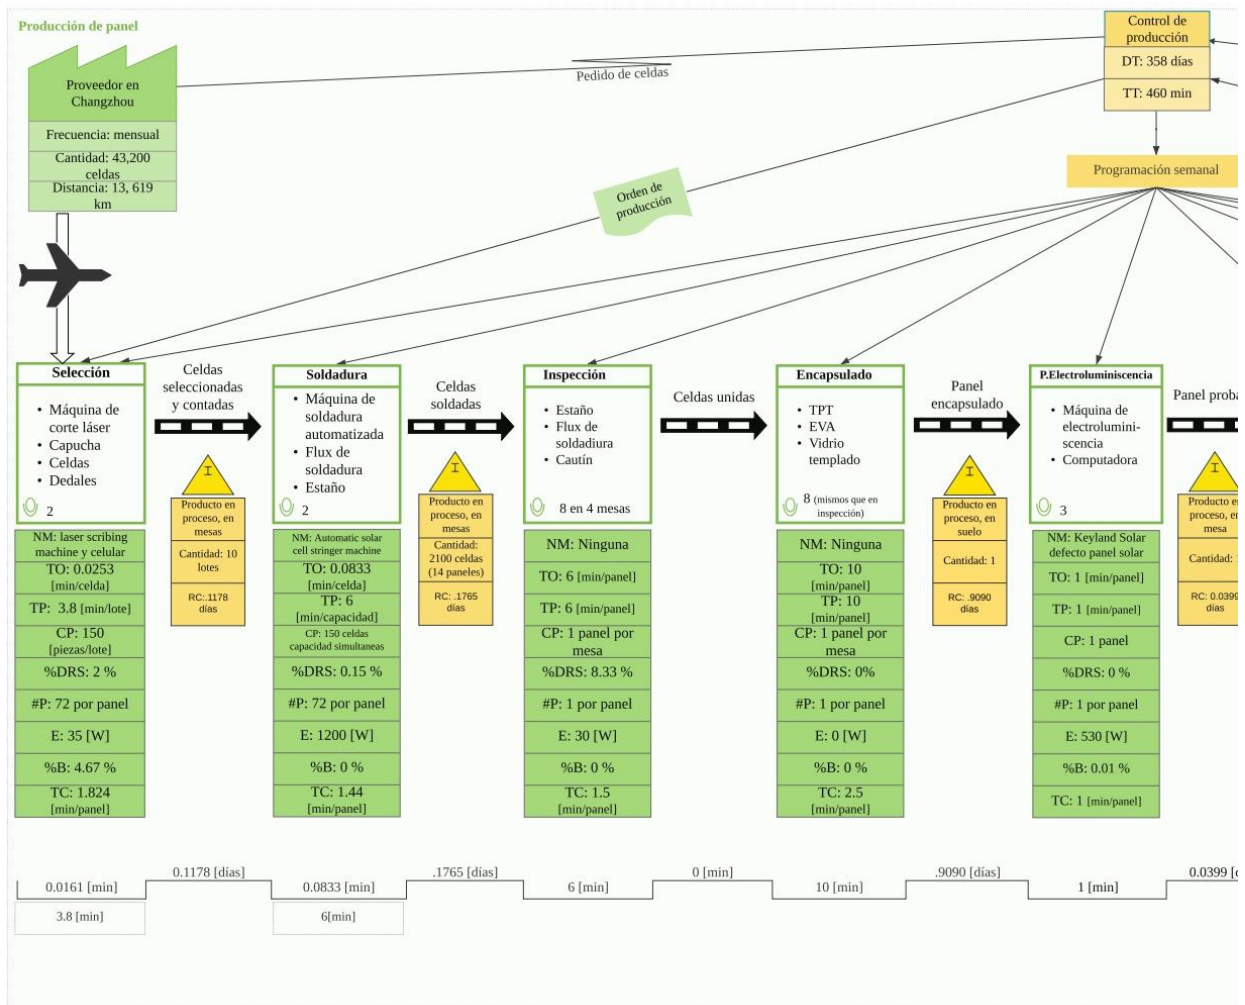 Producción de panel
Proveedor en
Changzhou
Frecuencia: mensual
Cantidad: 43,200
celdas
Distancia: 13, 619
km
Pedido de celdas
Control de
producción
DT: 358 días
TT: 460 min
Programación semanal
Orden de
producción
Selección
• Máquina de
corte láser
• Capucha
• Celdas
• Dedales
2
NM: laser scribing
machine y celular
TO: 0.0253
[min/celda]
TP: 3.8 [min/lote]
CP: 150
[piezas/lote]
%DRS: 2 %
#P: 72 por panel
E: 35 [W]
%B: 4.67 %
TC: 1.824
[min/panel]
Celdas
seleccionadas
y contadas
I
Producto en
proceso, en
mesas
Cantidad: 10
lotes
RC:.1178
días
Soldadura
• Máquina de
soldadura
automatizada
• Flux de
soldadura
• Estaño
2
NM: Automatic solar
cell stringer machine
TO: 0.0833
[min/celda]
TP: 6
[min/capacidad]
CP: 150 celdas
capacidad simultaneas
%DRS: 0.15 %
#P: 72 por panel
E: 1200 [W]
%B: 0 %
TC: 1.44
[min/panel]
Celdas
soldadas
I
Producto en
proceso, en
mesas
Cantidad:
2100 celdas
(14 paneles)
RC: .1765
días
Inspección
• Estaño
• Flux de
soldadiura
• Cautín
8 en 4 mesas
NM: Ninguna
TO: 6 [min/panel]
TP: 6 [min/panel]
CP: 1 panel por
mesa
%DRS: 8.33 %
#P: 1 por panel
E: 30 [W]
%B: 0 %
TC: 1.5
[min/panel]
Celdas unidas
Encapsulado
• TPT
• EVA
• Vidrio
templado
8 (mismos que en
inspección)
NM: Ninguna
TO: 10
[min/panel]
TP: 10
[min/panel]
CP: 1 panel por
mesa
%DRS: 0%
#P: 1 por panel
E: 0 [W]
%B: 0 %
TC: 2.5
[min/panel]
Panel
encapsulado
I
Producto en
proceso, en
suelo
Cantidad: 1
RC: .9090
días
P.Electroluminiscencia
• Máquina de
electrolumini-
scencia
• Computadora
3
NM: Keyland Solar
defecto panel solar
TO: 1 [min/panel]
TP: 1 [min/panel]
CP: 1 panel
%DRS: 0 %
#P: 1 por panel
E: 530 [W]
%B: 0.01 %
TC: 1 [min/panel]
Panel proba
I
Producto en
proceso, en
mesa
Cantidad: 
RC: 0.0399
días
0.0161 [min]
0.1178 [días]
0.0833 [min]
.1765 [días]
6 [min]
0 [min]
10 [min]
.9090 [días]
1 [min]
0.0399 [d
3.8 [min]
6[min]